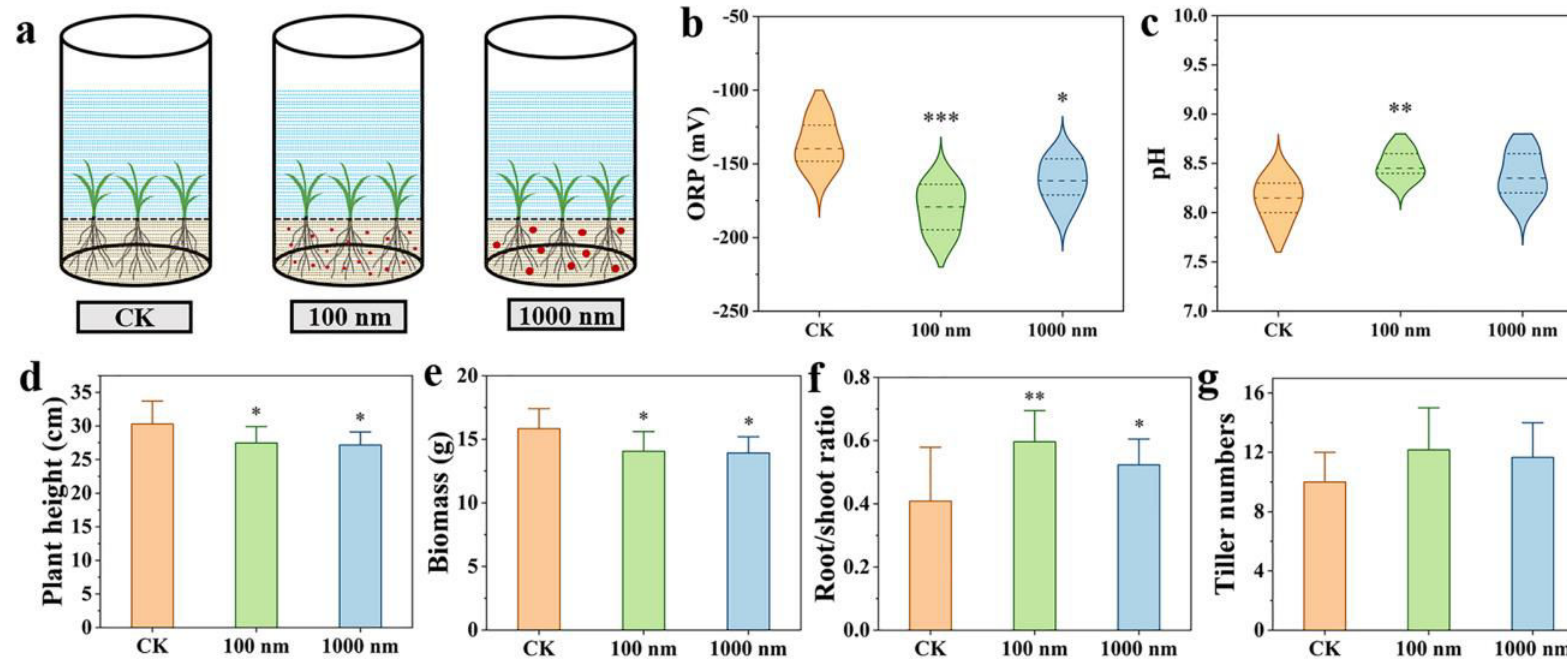 a
CK
100 nm
1000 nm
b
ORP (mV)
-50
-100
-150
-200
-250
***
*
CK
100 nm
1000 nm
c
pH
10.0
9.5
9.0
8.5
8.0
7.5
7.0
**
CK
100 nm
1000 nm
d
Plant height (cm)
35
30
25
20
15
10
5
0
*
*
CK
100 nm
1000 nm
e
Biomass (g)
20
15
10
5
0
*
*
CK
100 nm
1000 nm
f
Root/shoot ratio
0.8
0.6
0.4
0.2
0.0
**
*
CK
100 nm
1000 nm
g
Tiller numbers
16
12
8
4
0
CK
100 nm
1000 nm